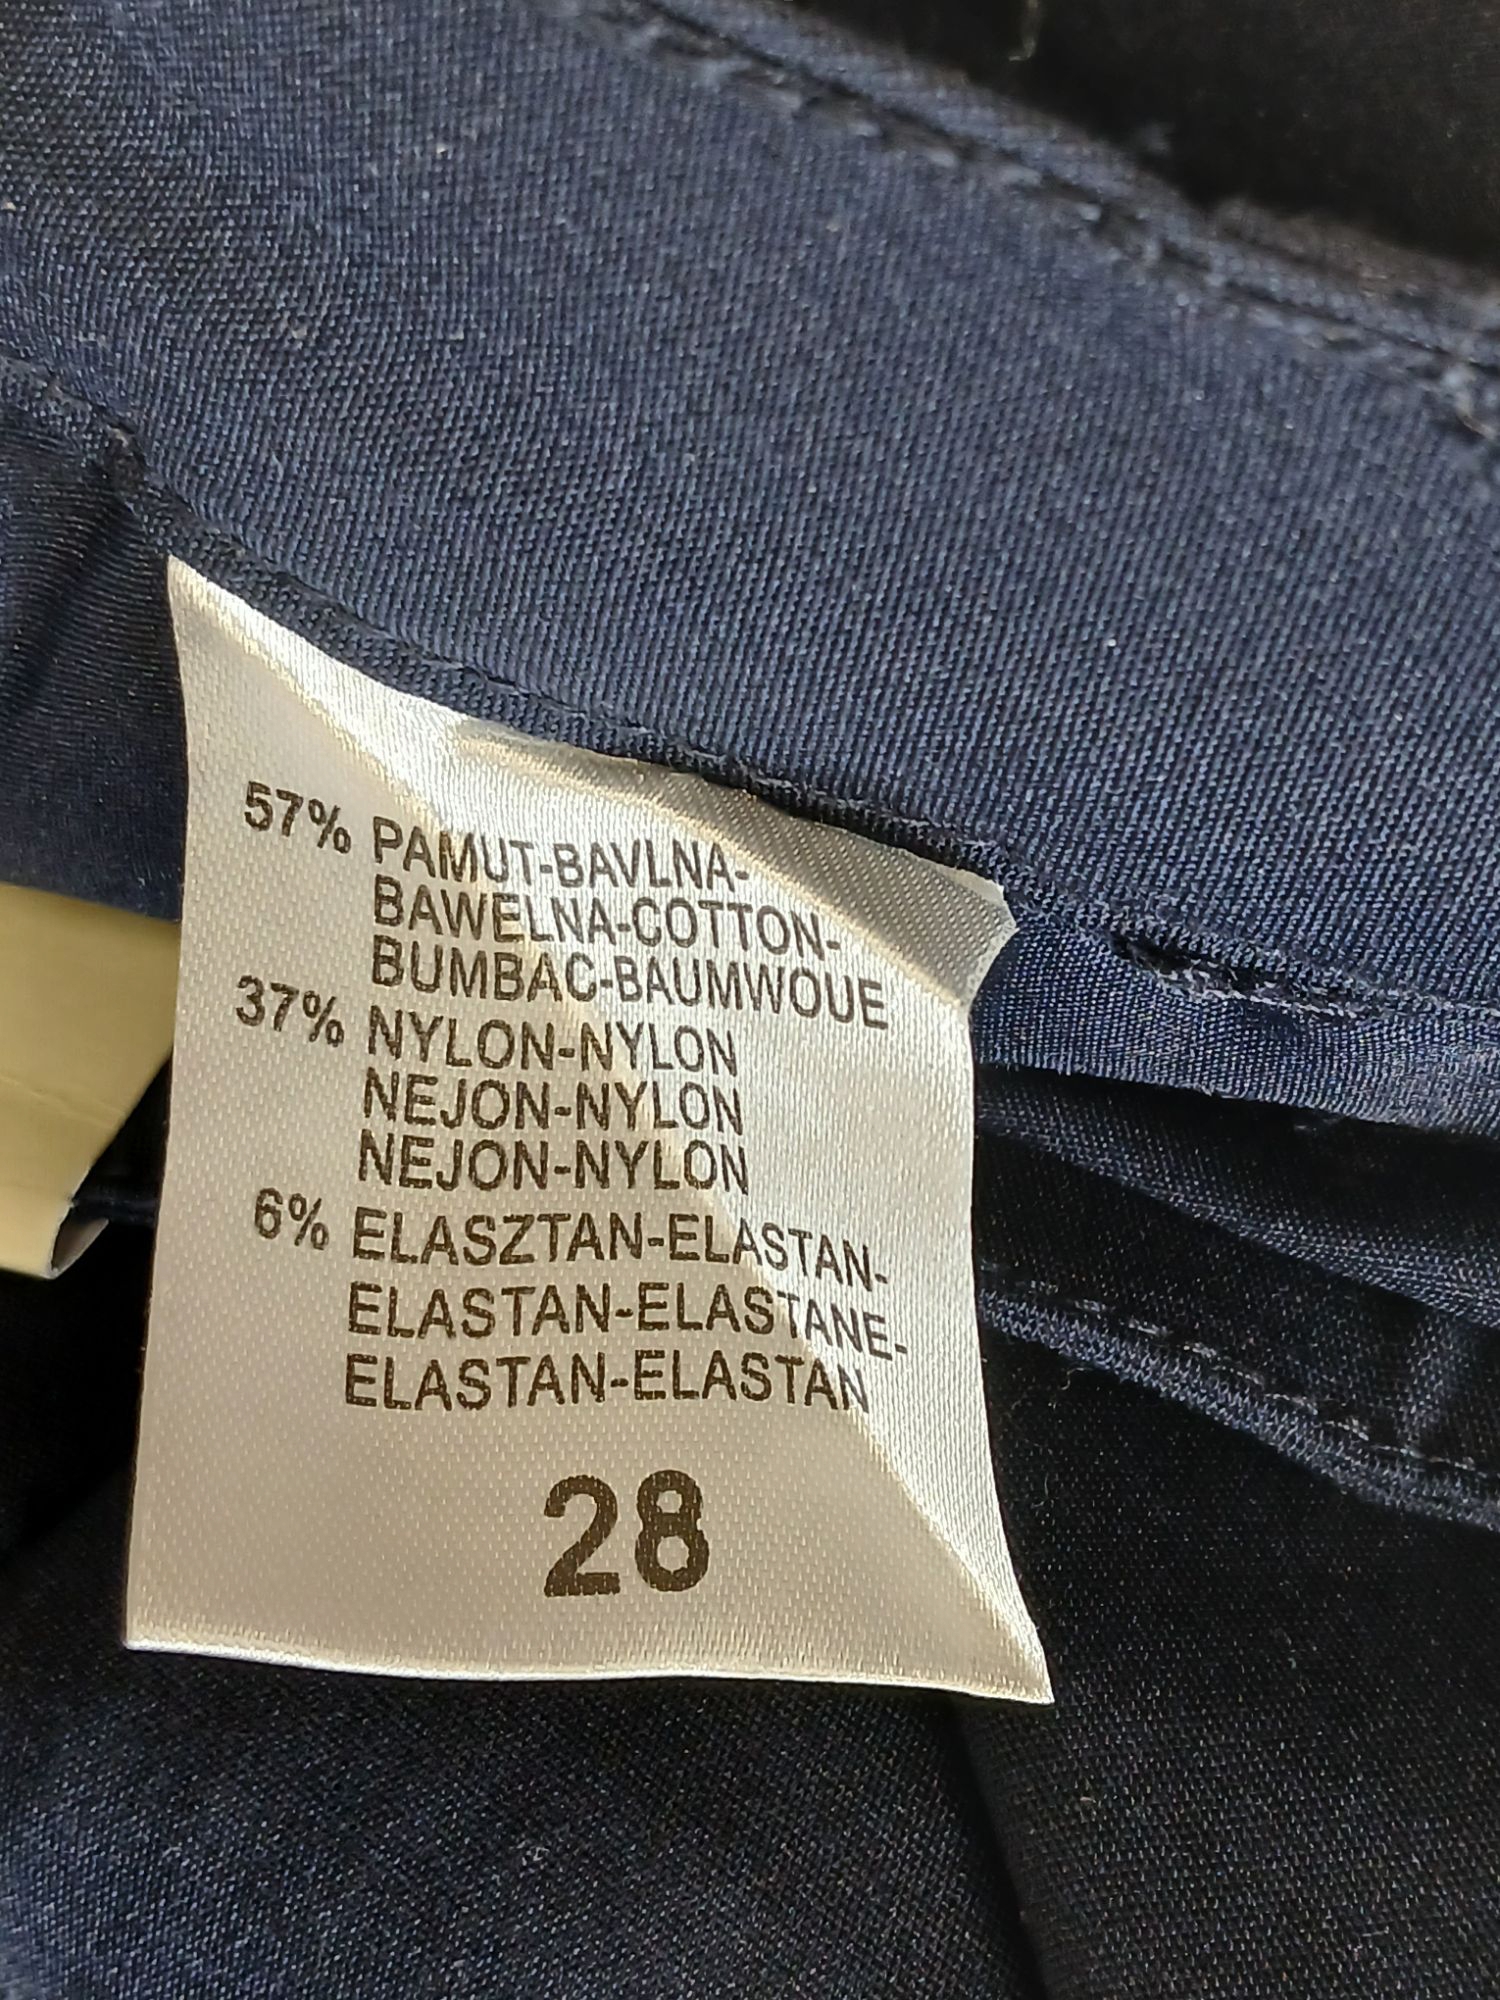 57% PAMUT-BAVLNA-
BAWELNA-COTTON-
BUMBAC-BAUMWOUE
37% NYLON-NYLON
NEJON-NYLON
NEJON-NYLON
6% ELASZTAN-ELASTAN-
ELASTAN-ELASTANE-
ELASTAN-ELASTAN
28